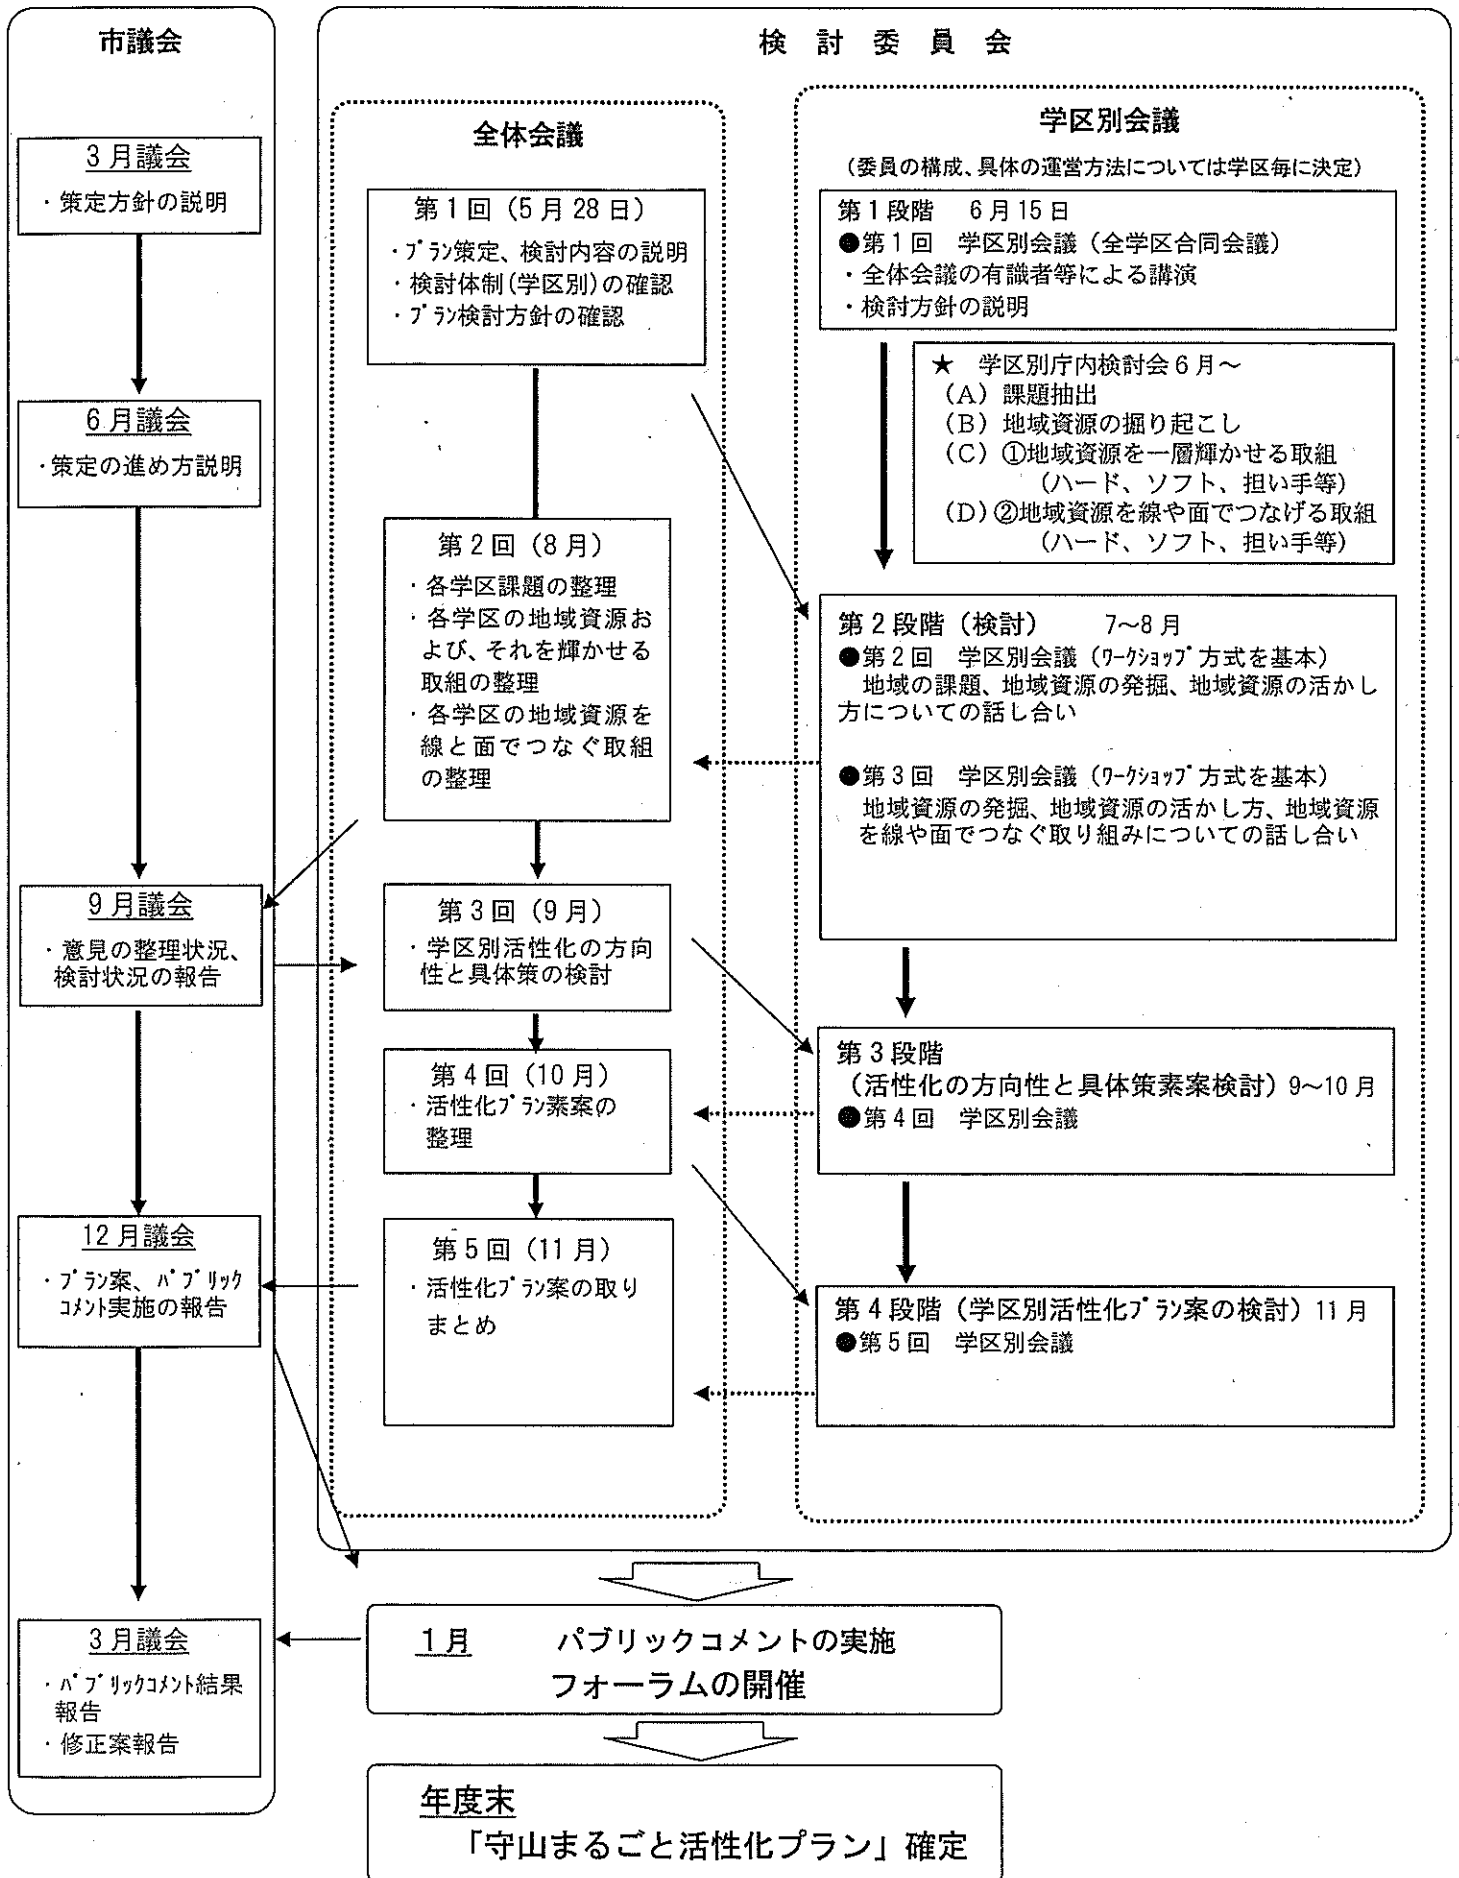 市議会
3月議会
・策定方針の説明
6月議会
・策定の進め方説明
9月議会
・意見の整理状況、
検討状況の報告
12月議会
・プラン案、パブリック
コメント実施の報告
3月議会
・パブリックコメント結果
報告
・修正案報告
検討委員会
全体会議
第1回(5月28日)
・プラン策定、検討内容の説明
・検討体制(学区別)の確認
・プラン検討方針の確認
第2回(8月)
・各学区課題の整理
・各学区の地域資源お
よび、それを輝かせる
取組の整理
・各学区の地域資源を
線と面でつなぐ取組
の整理
第3回(9月)
・学区別活性化の方向
性と具体策の検討
第4回(10月)
・活性化プラン素案の
整理
第5回(11月)
・活性化プラン案の取り
まとめ
学区別会議
(委員の構成、具体の運営方法については学区毎に決定)
第1段階 6月15日
●第1回 学区別会議(全学区合同会議)
・全体会議の有識者等による講演
・検討方針の説明
★ 学区別庁内検討会6月~
(A)課題抽出
(B)地域資源の掘り起こし
(C)①地域資源を一層輝かせる取組
(ハード、ソフト、担い手等)
(D)②地域資源を線や面でつなげる取組
(ハード、ソフト、担い手等)
第2段階(検討) 7~8月
●第2回 学区別会議(ワークショップ方式を基本)
地域の課題、地域資源の発掘、地域資源の活かし
方についての話し合い
●第3回 学区別会議(ワークショップ方式を基本)
地域資源の発掘、地域資源の活かし方、地域資源
を線や面でつなぐ取り組みについての話し合い
第3段階
(活性化の方向性と具体策素案検討)9~10月
●第4回 学区別会議
第4段階(学区別活性化プラン案の検討)11月
●第5回 学区別会議
1月 パブリックコメントの実施
フォーラムの開催
年度末
「守山まるごと活性化プラン」確定